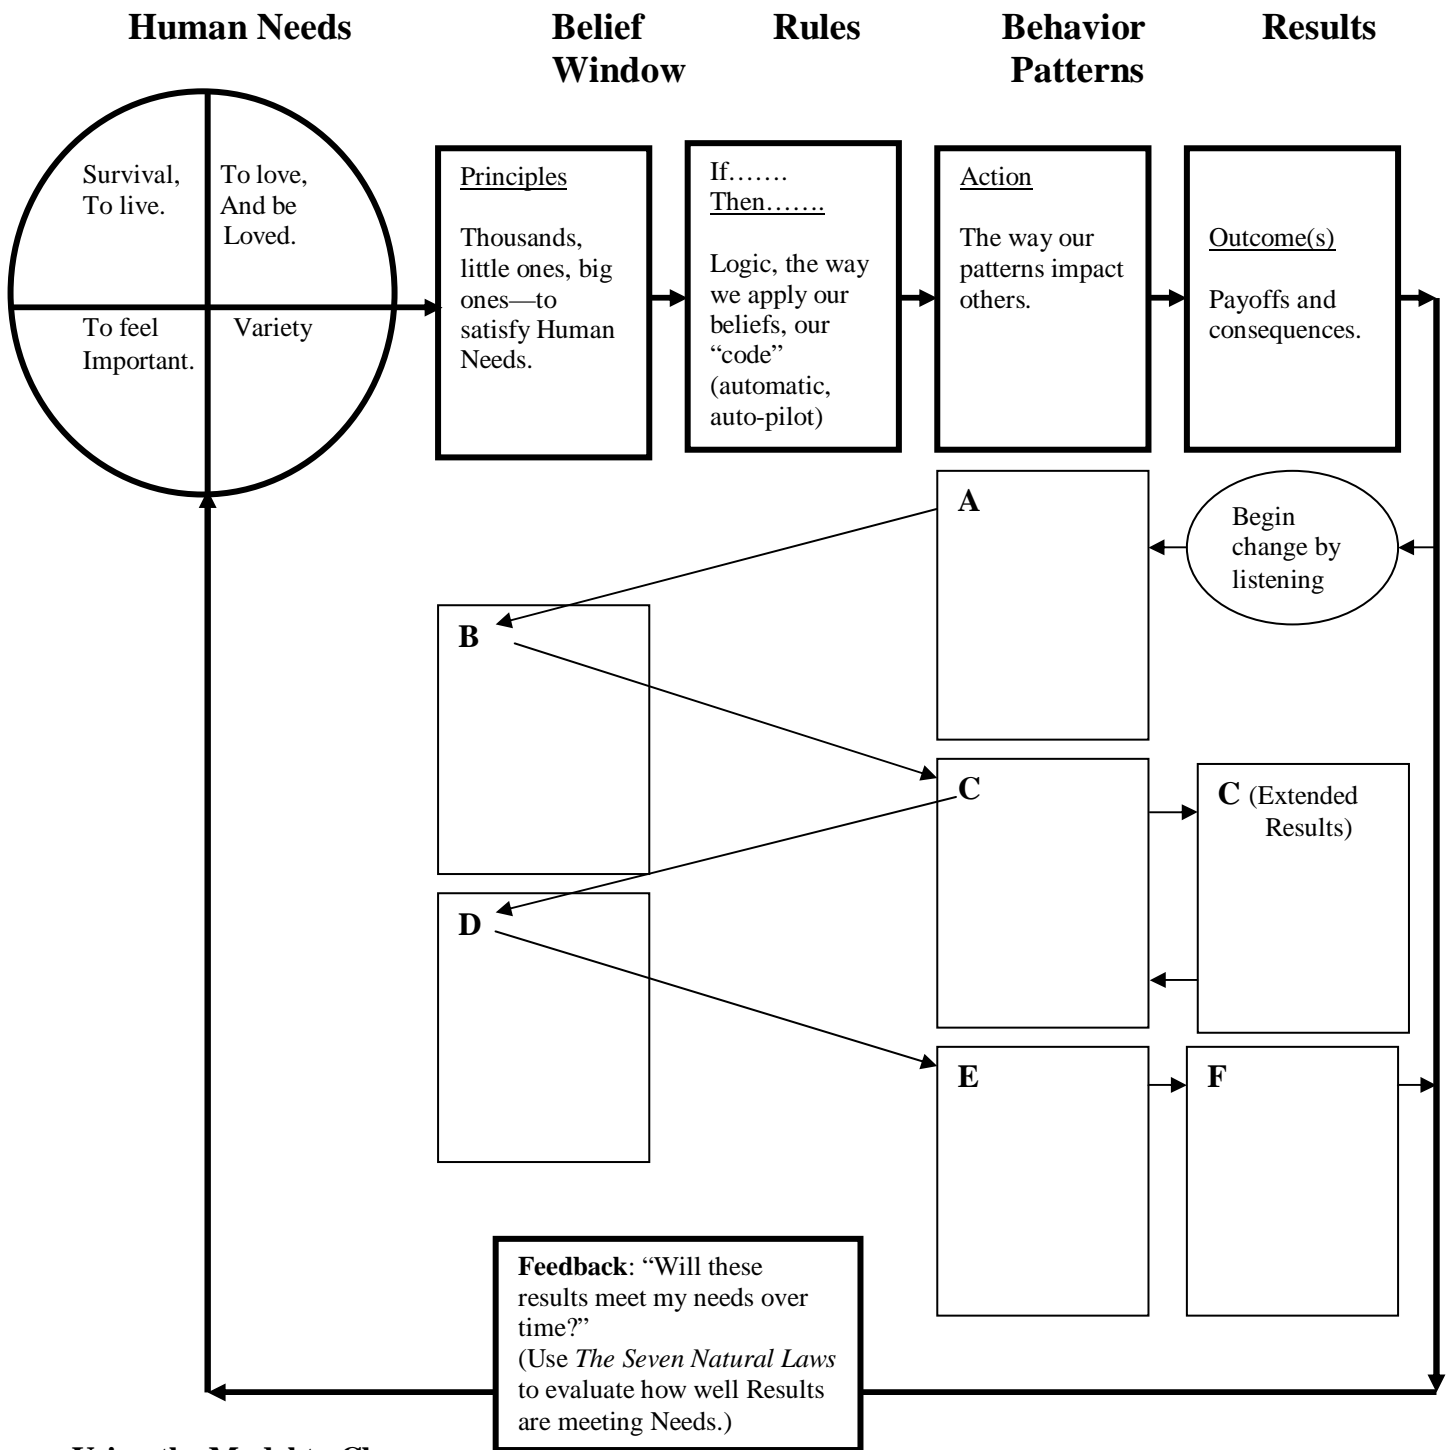 Human Needs
Belief
Window
Rules
Behavior
Patterns
Results
Survival,
To live.
To love,
And be
Loved.
To feel
Important.
Variety
Principles
Thousands,
little ones, big
ones—to
satisfy Human
Needs.
If…….
Then…….
Logic, the way
we apply our
beliefs, our
“code”
(automatic,
auto-pilot)
Action
The way our
patterns impact
others.
Outcome(s)
Payoffs and
consequences.
A
Begin
change by
listening
B
C
C (Extended
Results)
D
E
F
Feedback: “Will these
results meet my needs over
time?”
(Use The Seven Natural Laws
to evaluate how well Results
are meeting Needs.)
Using the Model to